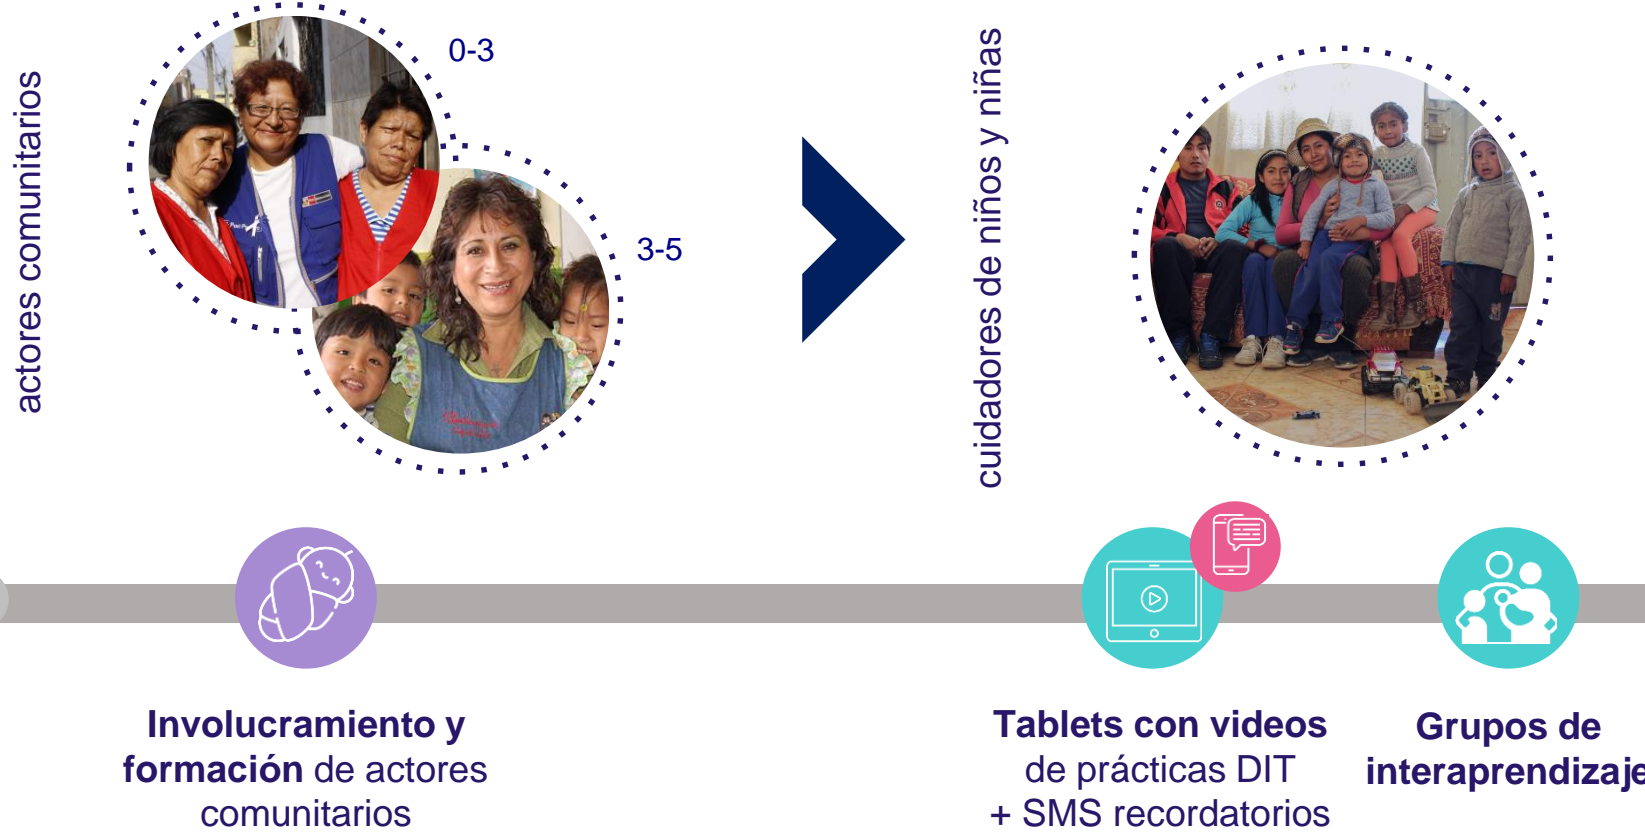 actores comunitarios
0-3
3-5
cuidadores de niños y niñas
Involucramiento y
formación de actores
comunitarios
Tablets con videos
de prácticas DIT
+ SMS recordatorios
Grupos de
interaprendizaje